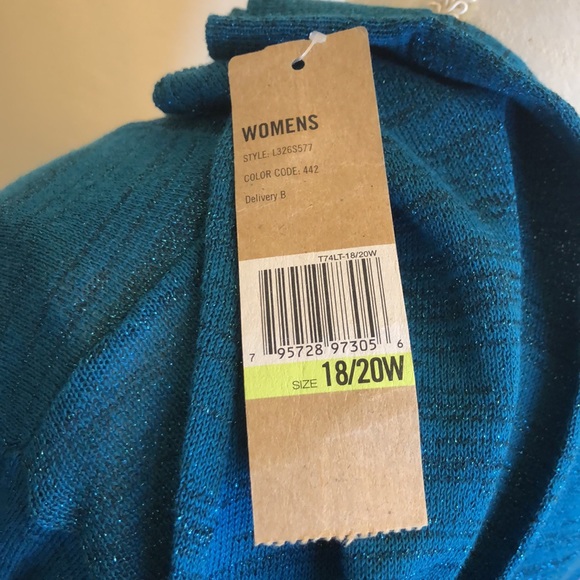 WOMENS
STYLE: L326S577
COLOR CODE: 442
Delivery B
T74LT-18/20W
7 95728 97305 6
SIZE 18/20W